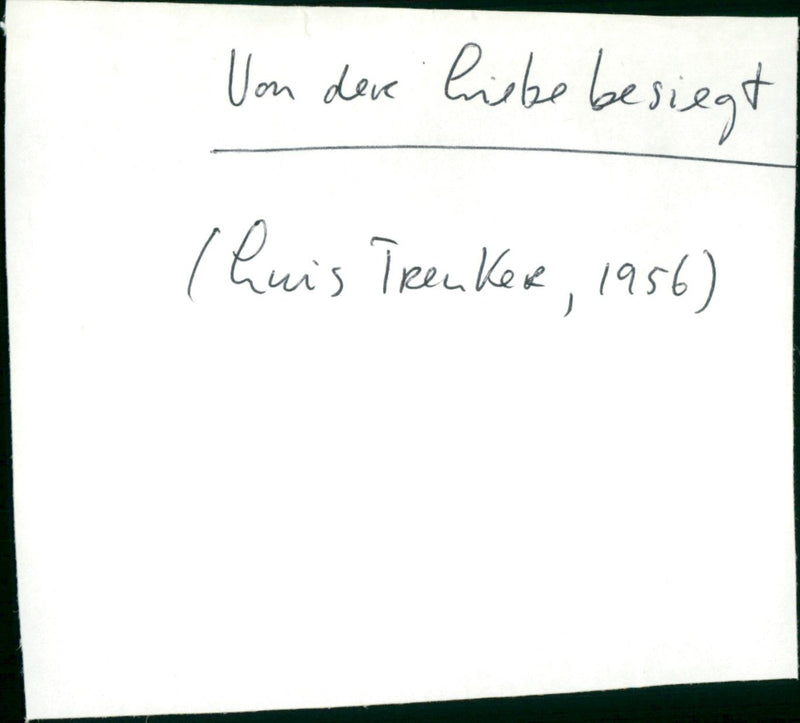 Von der Liebe besiegt
(Luis Trenker, 1956)